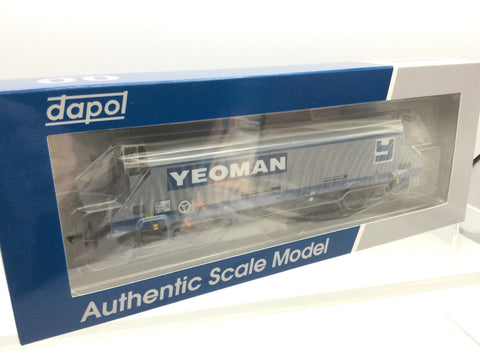 OO
dapol
YEOMAN
Y
Authentic Scale Model